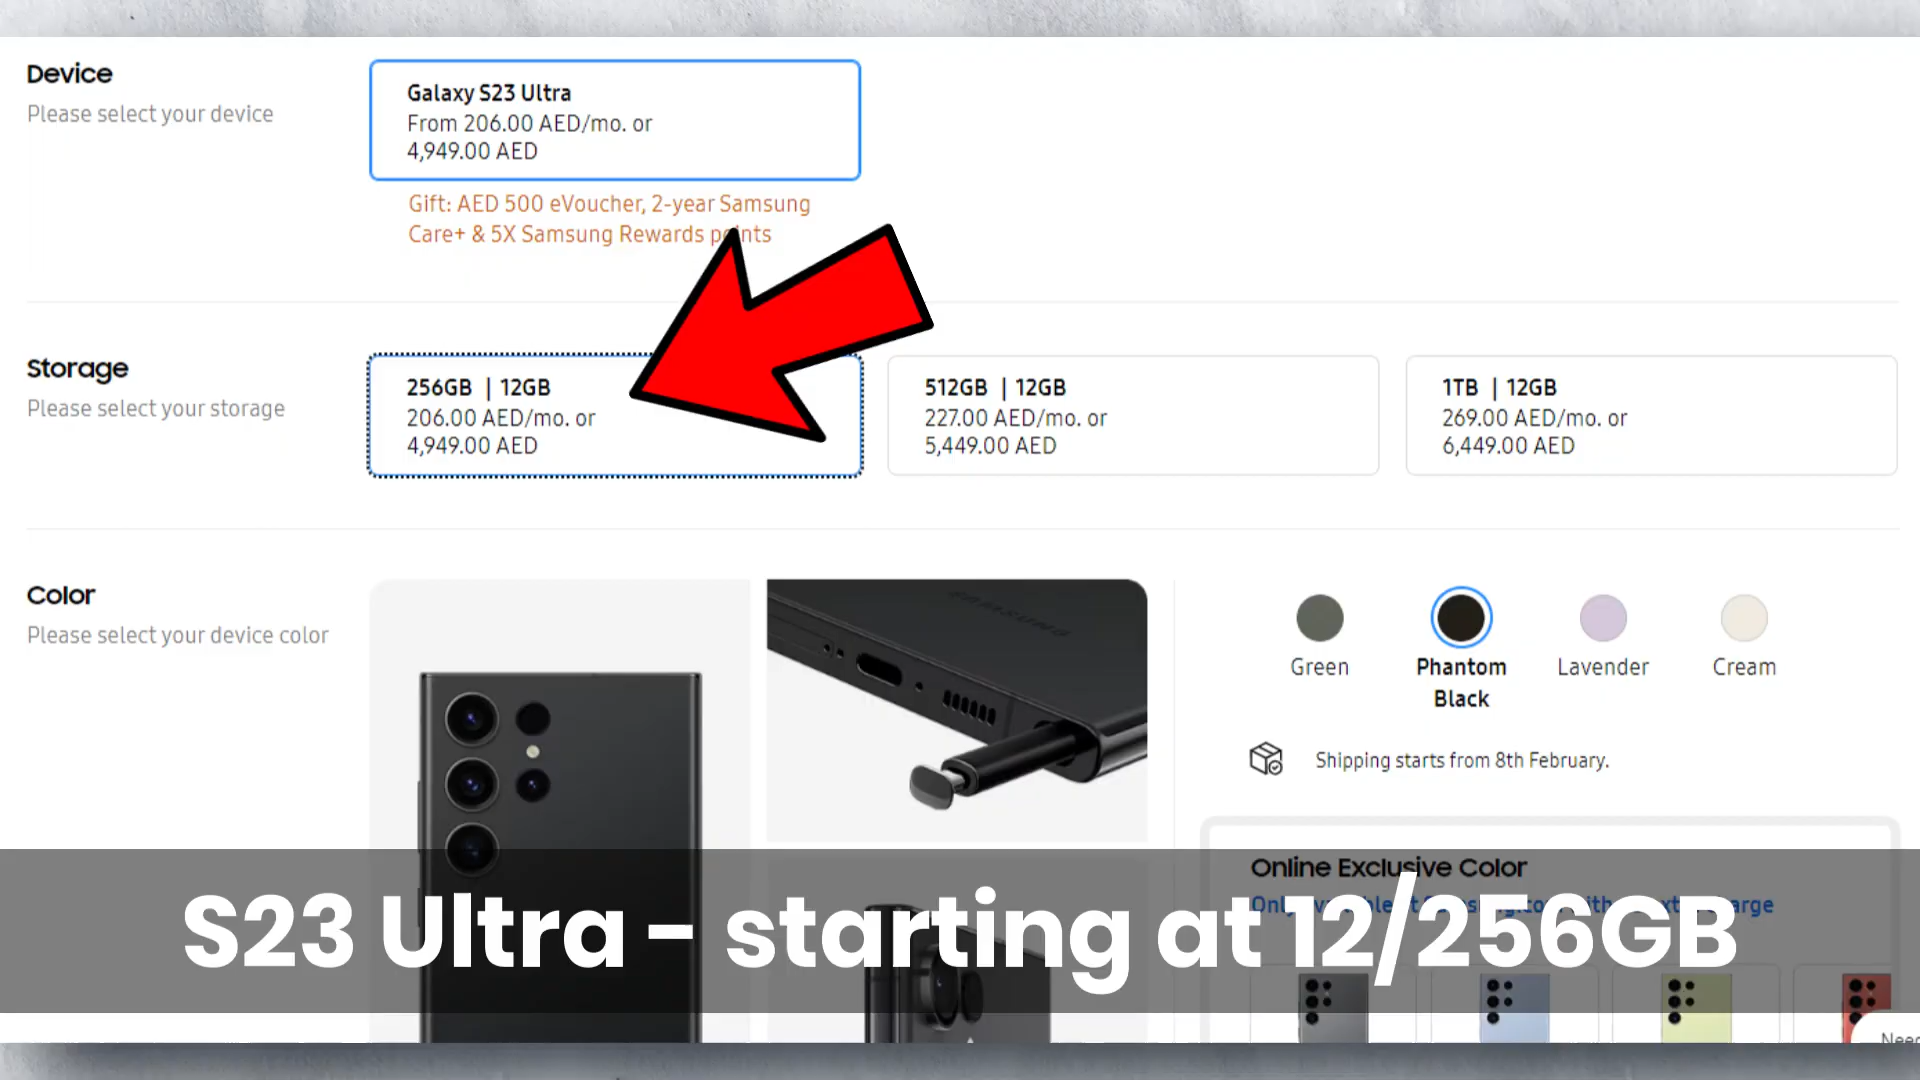 Device
Please select your device
Galaxy S23 Ultra
From 206.00 AED/mo. or
4,949.00 AED
Gift: AED 500 eVoucher, 2-year Samsung
Care+ & 5X Samsung Rewards points
Storage
Please select your storage
256GB | 12GB
206.00 AED/mo. or
4,949.00 AED
512GB | 12GB
227.00 AED/mo. or
5,449.00 AED
1TB | 12GB
269.00 AED/mo. or
6,449.00 AED
Color
Please select your device color
SAMSUNG
Green
Phantom
Black
Lavender
Cream
Shipping starts from 8th February.
Online Exclusive Color
S23 Ultra - starting at 12/256GB